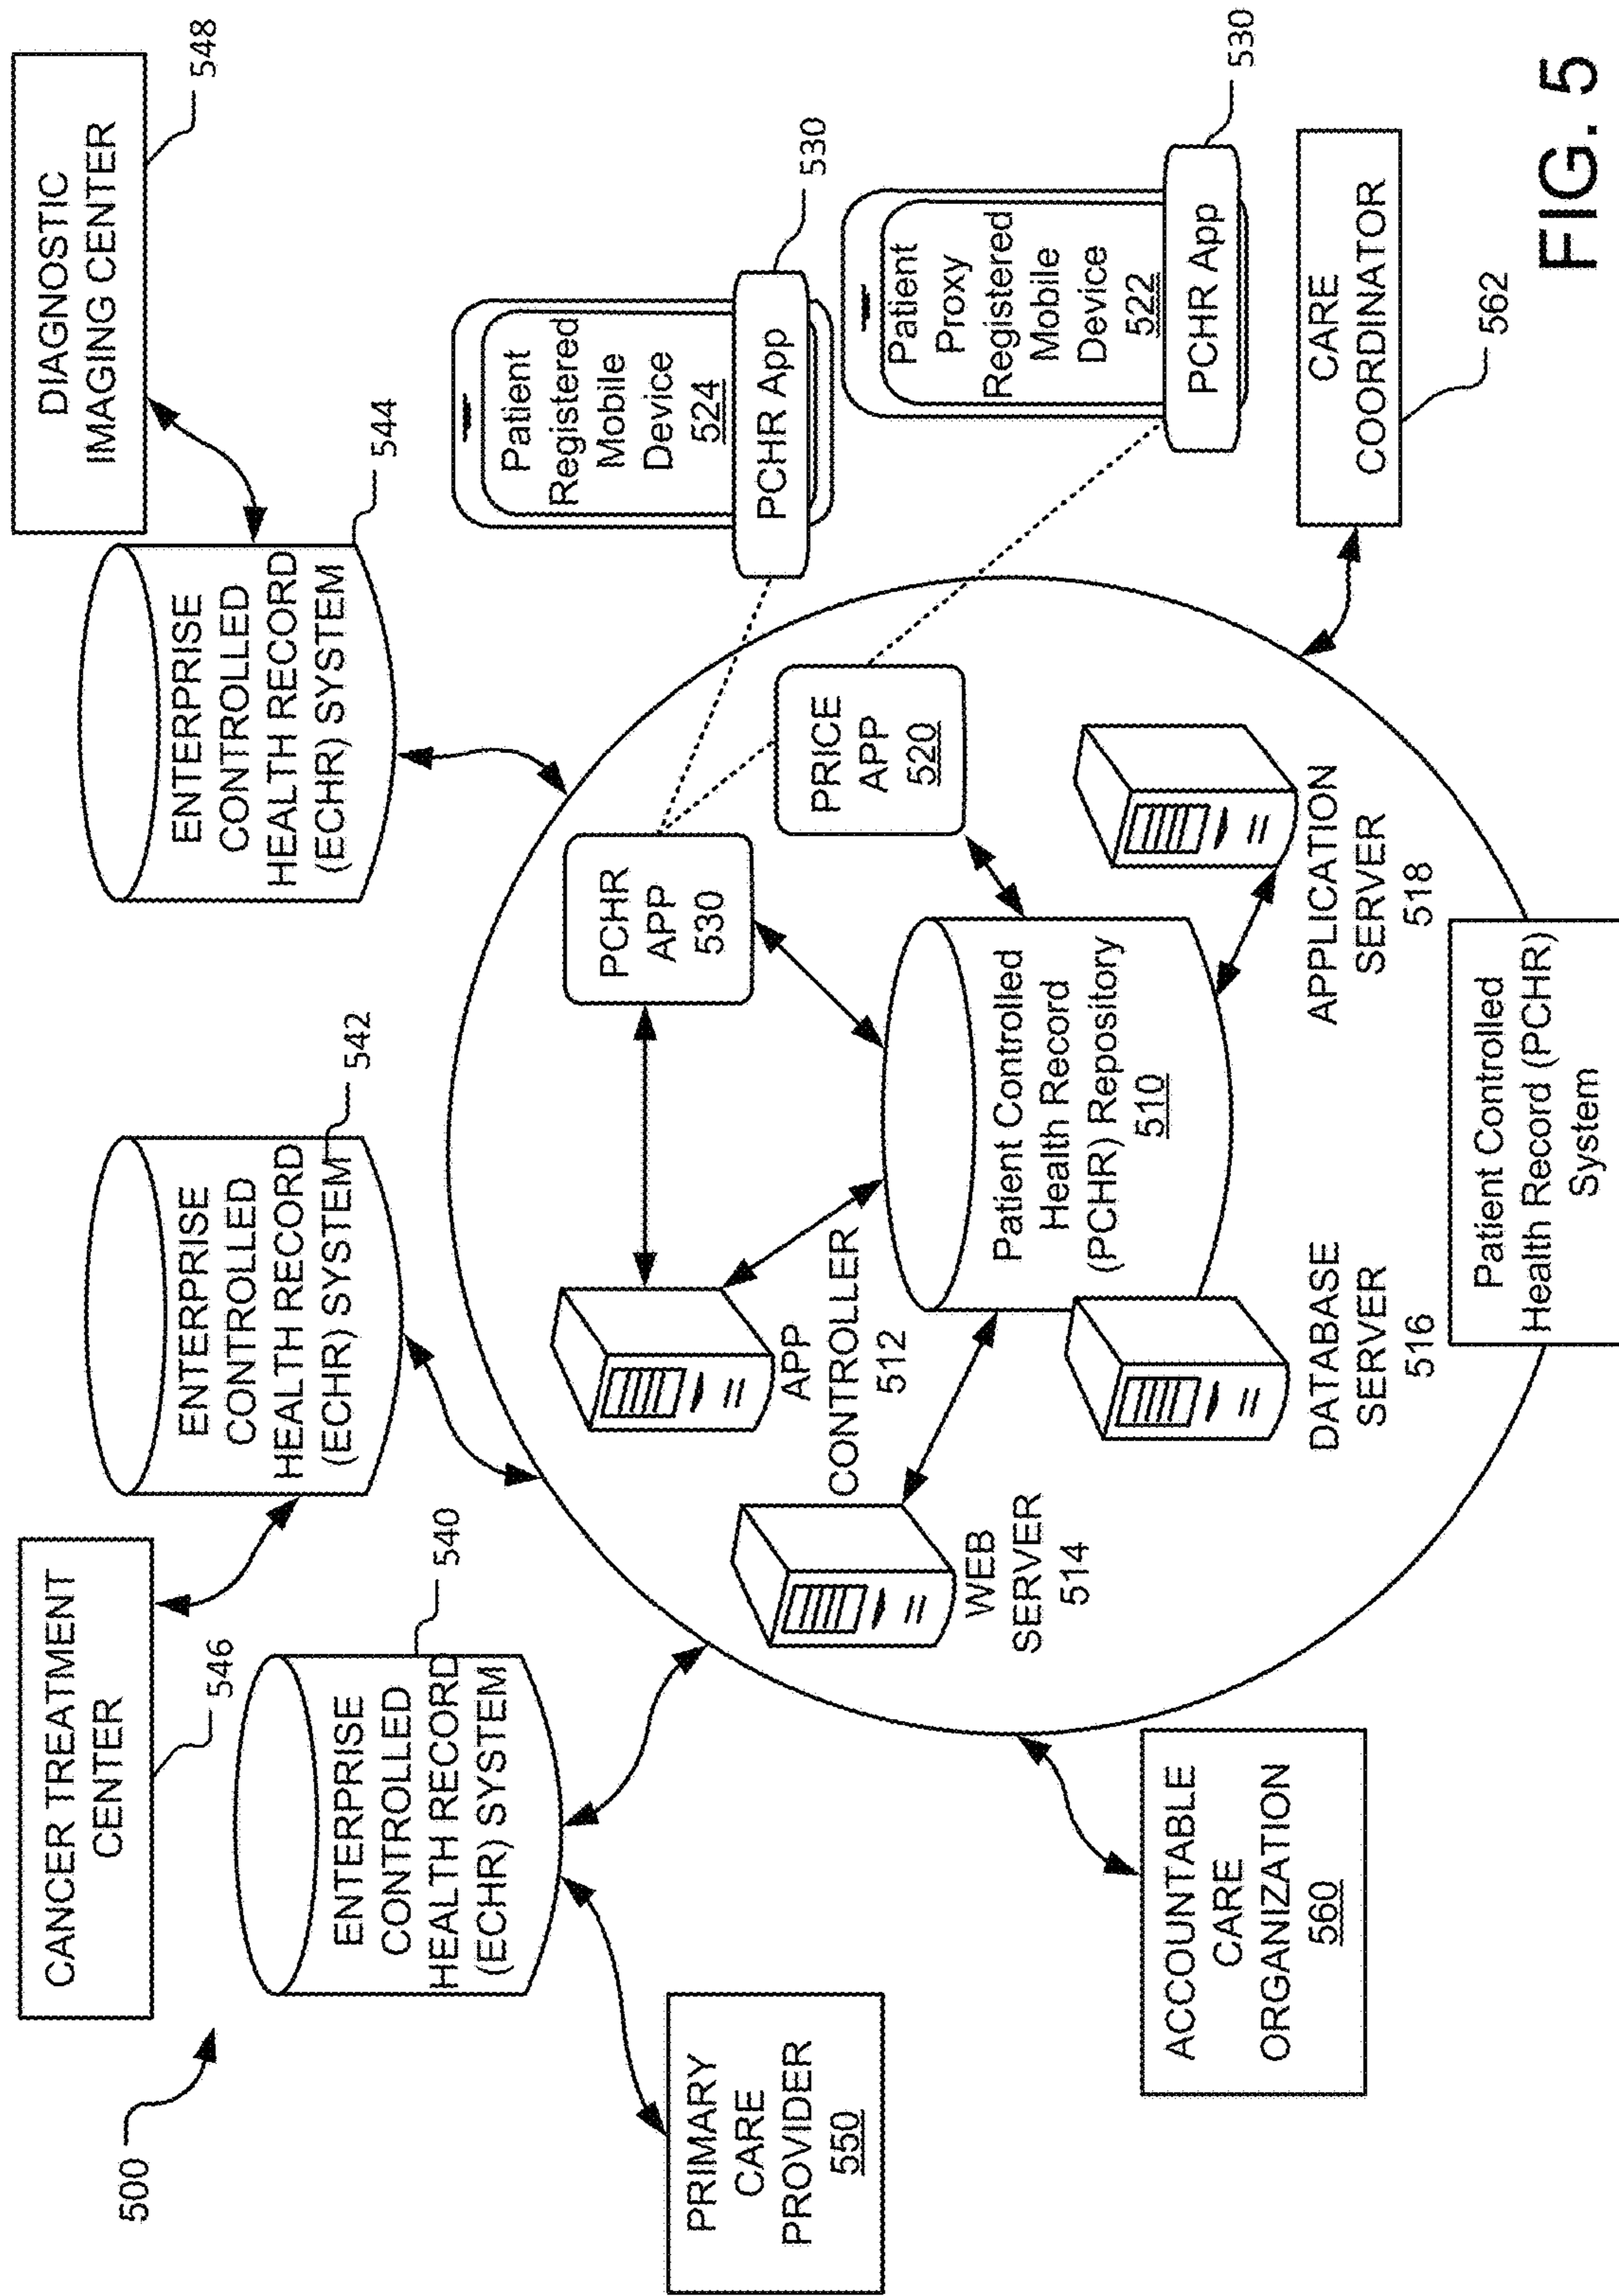 500
CANCER TREATMENT
CENTER
546
DIAGNOSTIC
IMAGING CENTER
548
ENTERPRISE
CONTROLLED
HEALTH RECORD
(ECHR) SYSTEM
540
ENTERPRISE
CONTROLLED
HEALTH RECORD
(ECHR) SYSTEM
542
ENTERPRISE
CONTROLLED
HEALTH RECORD
(ECHR) SYSTEM
544
PRIMARY
CARE
PROVIDER
550
APP
CONTROLLER
512
PCHR
APP
530
PRICE
APP
520
Patient
Registered
Mobile
Device
524
PCHR App
530
Patient
Proxy
Registered
Mobile
Device
522
PCHR App
530
WEB
SERVER
514
Patient Controlled
Health Record
(PCHR) Repository
510
DATABASE
SERVER
516
APPLICATION
SERVER
518
ACCOUNTABLE
CARE
ORGANIZATION
560
CARE
COORDINATOR
562
Patient Controlled
Health Record (PCHR)
System
FIG. 5